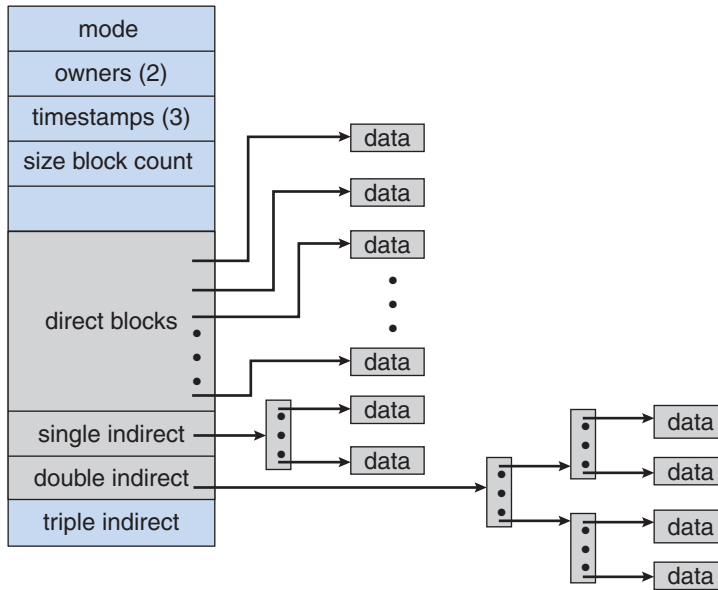 mode
owners (2)
timestamps (3)
size block count
data
data
data
direct blocks
data
single indirect
data
data
double indirect
triple indirect
data
data
data
data